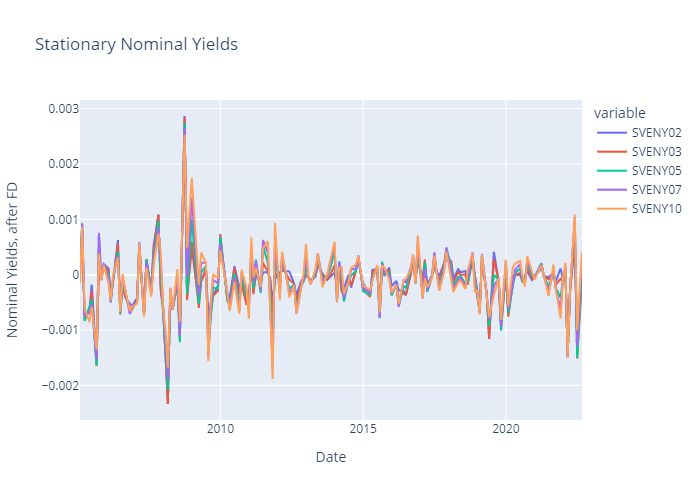 Stationary Nominal Yields
variable
SVENY02
SVENY03
SVENY05
SVENY07
SVENY10
Nominal Yields, after FD
0.003
0.002
0.001
0
−0.001
−0.002
2010
2015
2020
Date